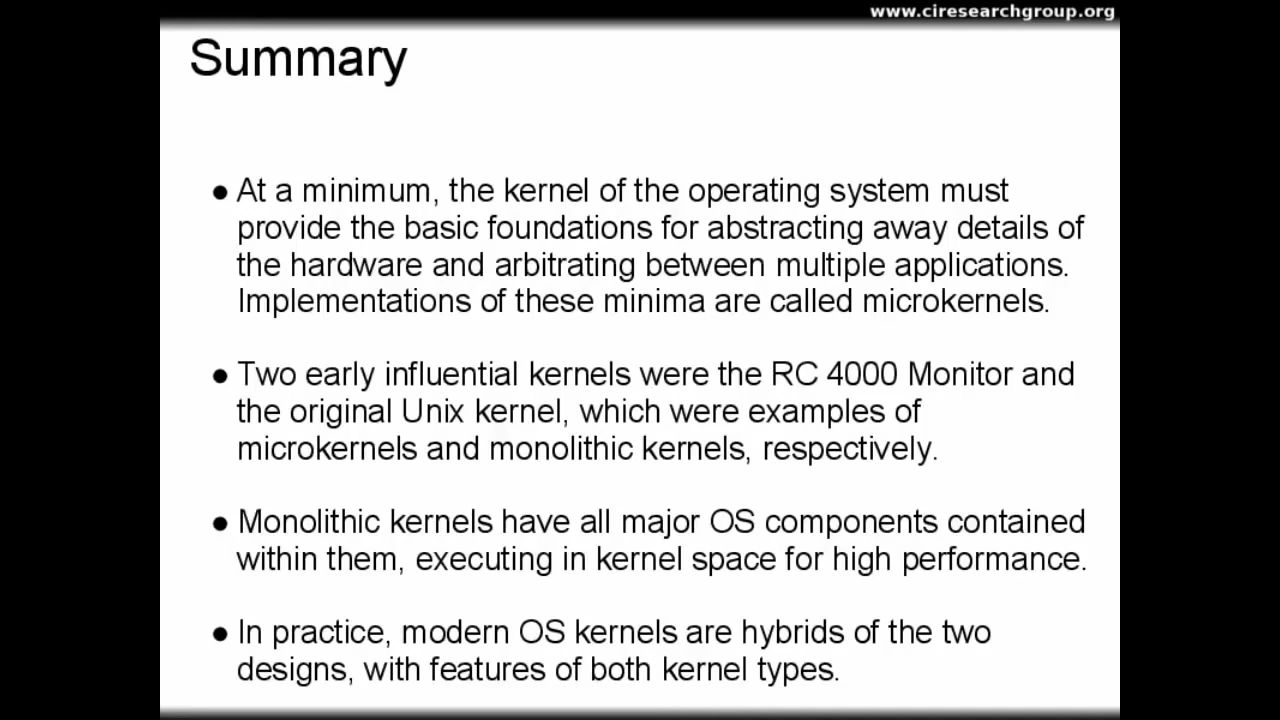 www.ciresearchgroup.org
Summary
● At a minimum, the kernel of the operating system must
provide the basic foundations for abstracting away details of
the hardware and arbitrating between multiple applications.
Implementations of these minima are called microkernels.
● Two early influential kernels were the RC 4000 Monitor and
the original Unix kernel, which were examples of
microkernels and monolithic kernels, respectively.
● Monolithic kernels have all major OS components contained
within them, executing in kernel space for high performance.
● In practice, modern OS kernels are hybrids of the two
designs, with features of both kernel types.